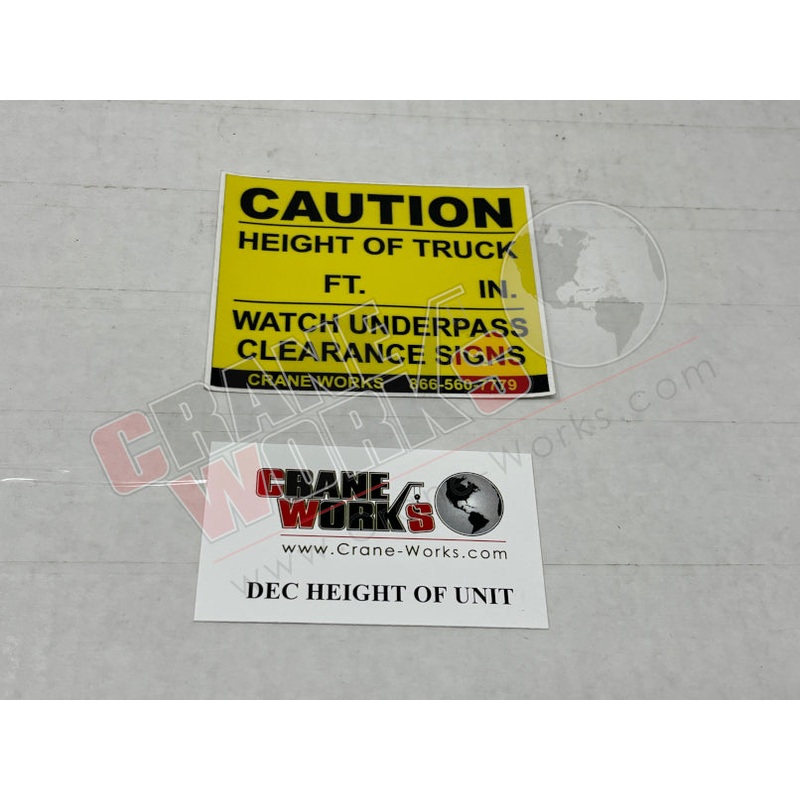 CAUTION
HEIGHT OF TRUCK
FT. IN.
WATCH UNDERPASS
CLEARANCE SIGNS
CRANE WORKS 866-560-7779
CRANE
WORKS
www.Crane-Works.com
CRANE
WORKS
www.Crane-Works.com
DEC HEIGHT OF UNIT